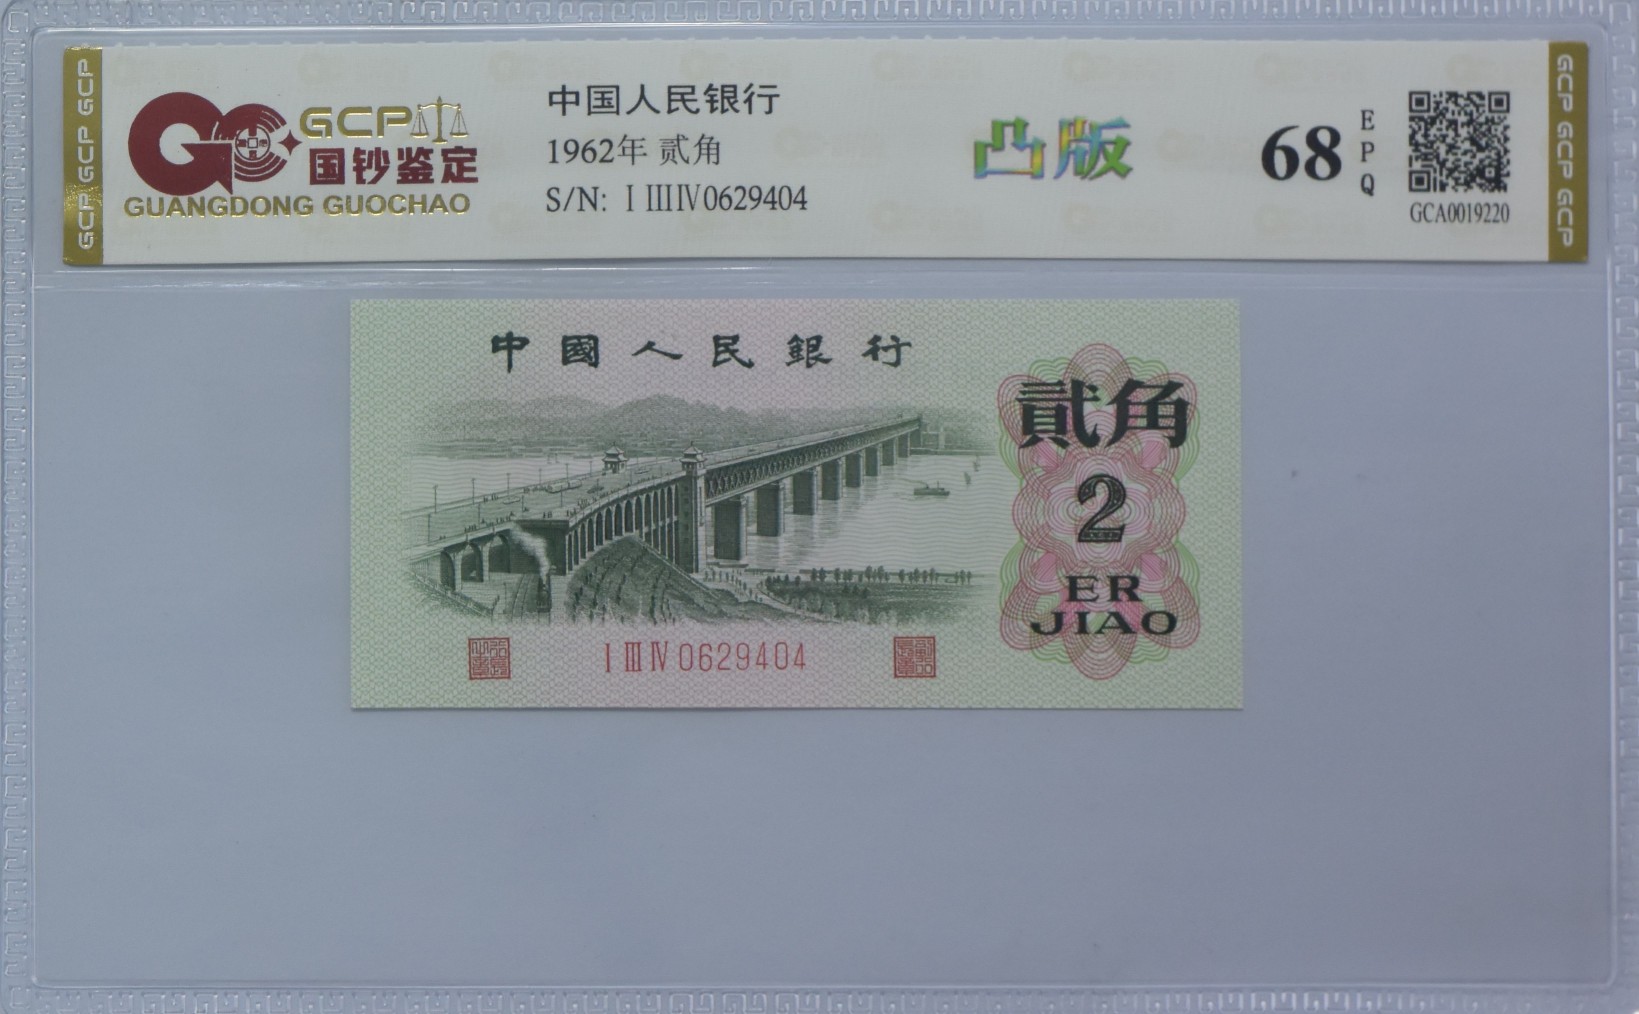 GCP GCP GCP
GCP
国钞鉴定
GUANGDONG GUOCHAO
中国人民银行
1962年 贰角
S/N: I III IV 0629404
凸版
68
EPQ
GCA0019220
GCP GCP GCP
中國人民銀行
貳角
2
ER
JIAO
I III IV 0629404